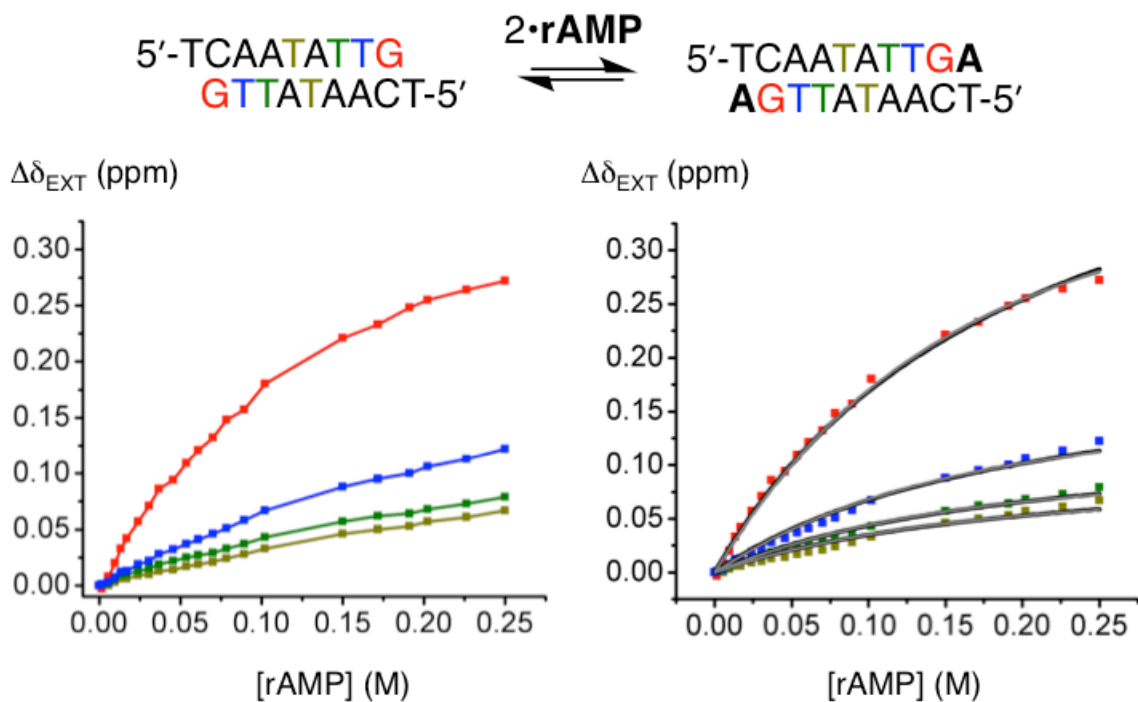 2·rAMP
5′-TCAATATTG
GTTATAACT-5′
5′-TCAATATTGA
AGTTATAACT-5′
ΔδEXT (ppm)
0.30
0.25
0.20
0.15
0.10
0.05
0.00
0.00 0.05 0.10 0.15 0.20 0.25
[rAMP] (M)
ΔδEXT (ppm)
0.30
0.25
0.20
0.15
0.10
0.05
0.00
0.00 0.05 0.10 0.15 0.20 0.25
[rAMP] (M)